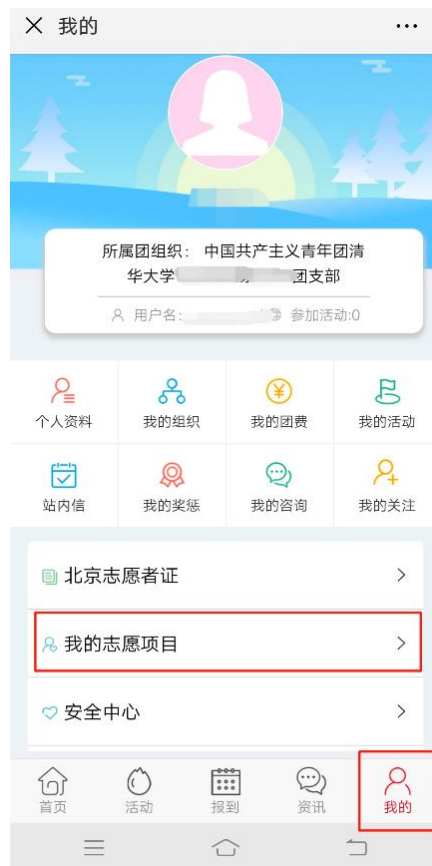 我的
所属团组织： 中国共产主义青年团清
华大学 团支部
用户名: 参加活动:0
个人资料 我的组织 我的团费 我的活动
站内信 我的奖惩 我的咨询 我的关注
北京志愿者证
我的志愿项目
安全中心
首页 活动 报到 资讯 我的